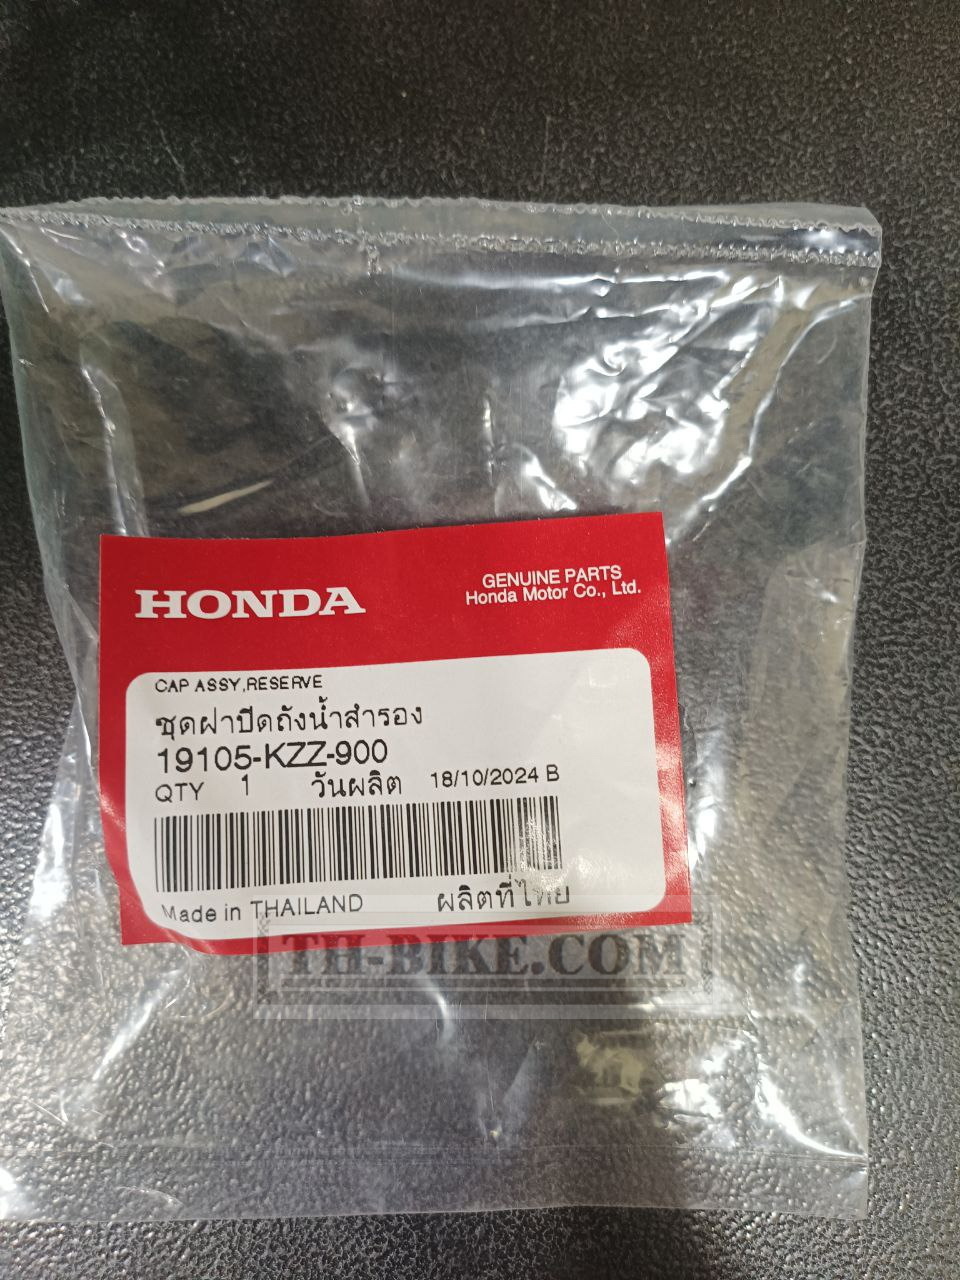 HONDA
GENUINE PARTS
Honda Motor Co., Ltd.
CAP ASSY,RESERVE
ชุดฝาปิดถังน้ำสำรอง
19105-KZZ-900
QTY 1 วันผลิต 18/10/2024 B
Made in THAILAND ผลิตที่ไทย
TH-BIKE.COM